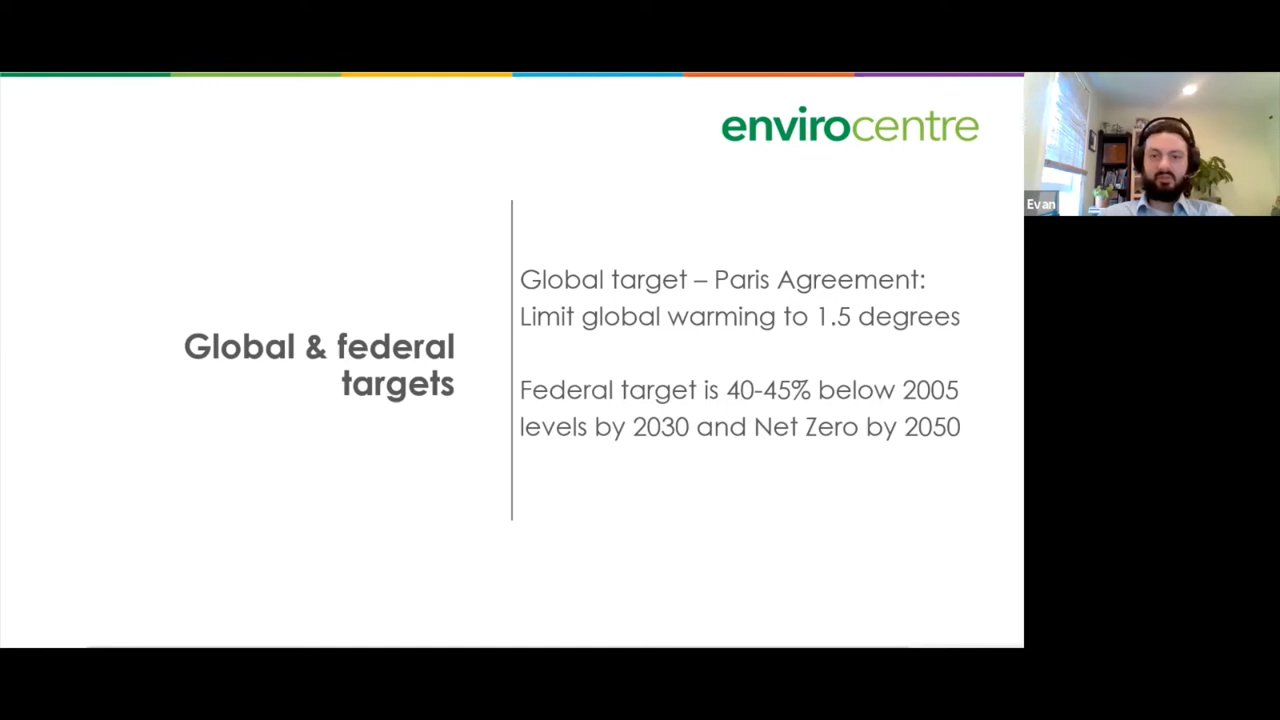 envirocentre
Evan
Global & federal
targets
Global target – Paris Agreement:
Limit global warming to 1.5 degrees
Federal target is 40-45% below 2005
levels by 2030 and Net Zero by 2050